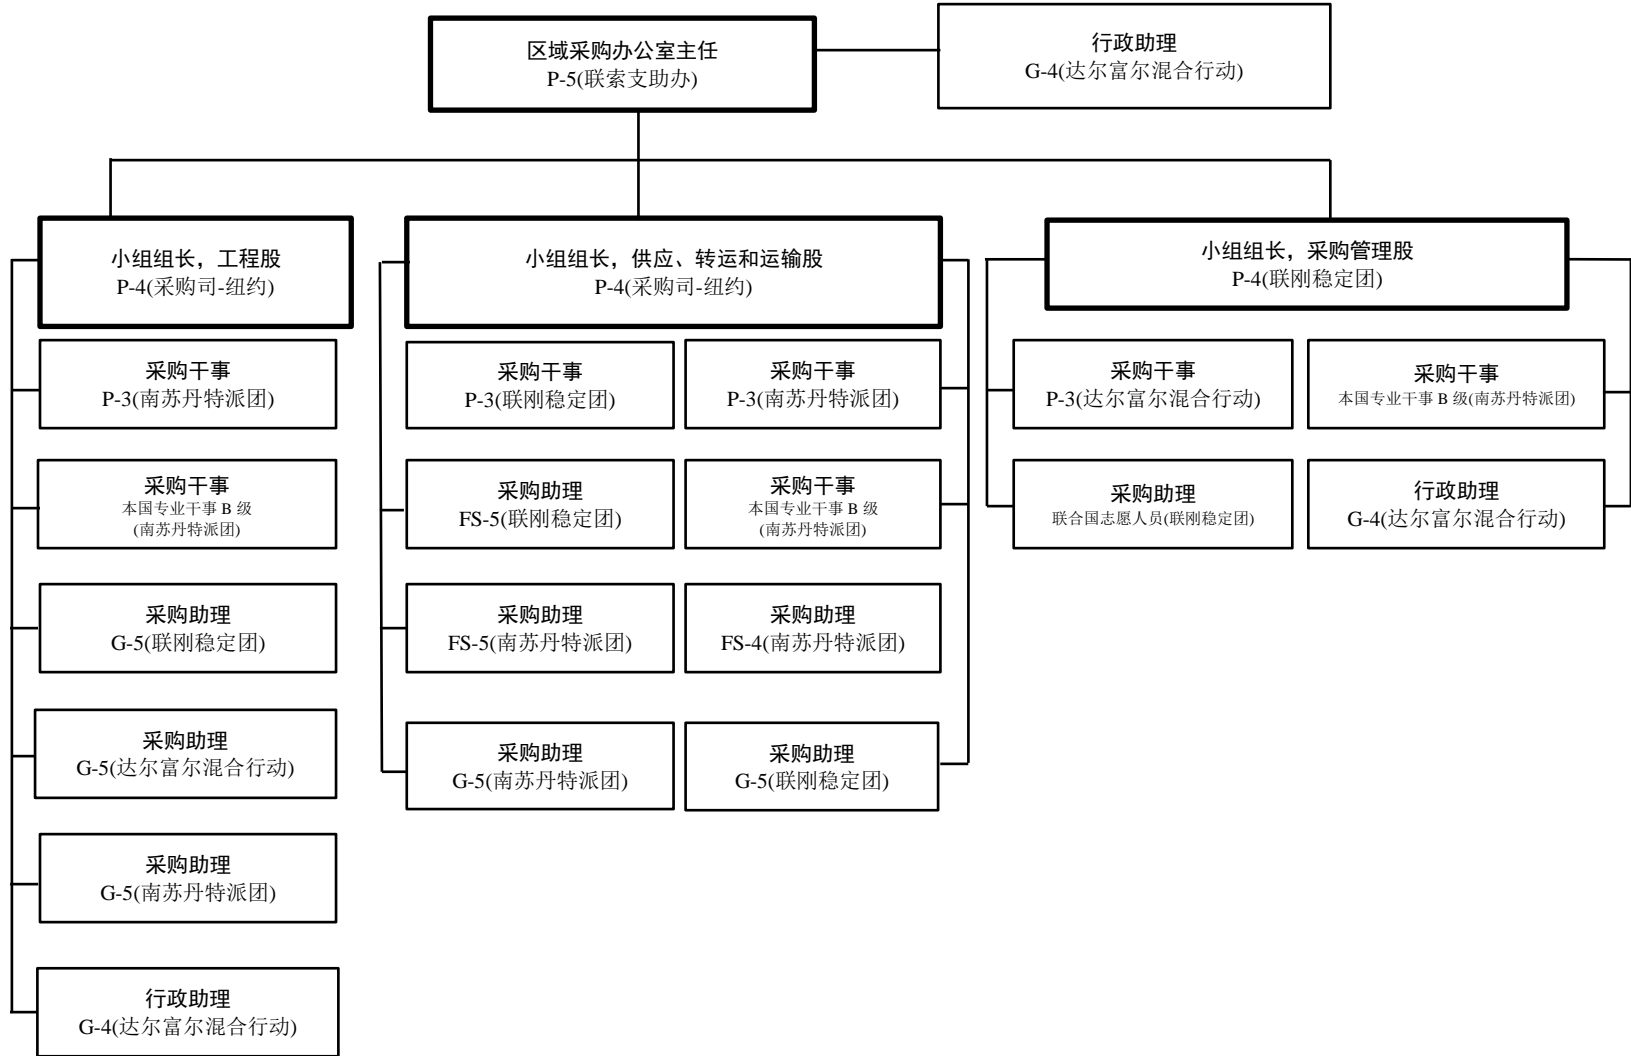 区域采购办公室主任
P-5(联索支助办)
行政助理
G-4(达尔富尔混合行动)
小组组长，工程股
P-4(采购司-纽约)
采购干事
P-3(南苏丹特派团)
采购干事
本国专业干事 B 级
(南苏丹特派团)
采购助理
G-5(联刚稳定团)
采购助理
G-5(达尔富尔混合行动)
采购助理
G-5(南苏丹特派团)
行政助理
G-4(达尔富尔混合行动)
小组组长，供应、转运和运输股
P-4(采购司-纽约)
采购干事
P-3(联刚稳定团)
采购干事
P-3(南苏丹特派团)
采购助理
FS-5(联刚稳定团)
采购干事
本国专业干事 B 级
(南苏丹特派团)
采购助理
FS-5(南苏丹特派团)
采购助理
FS-4(南苏丹特派团)
采购助理
G-5(南苏丹特派团)
采购助理
G-5(联刚稳定团)
小组组长，采购管理股
P-4(联刚稳定团)
采购干事
P-3(达尔富尔混合行动)
采购干事
本国专业干事 B 级(南苏丹特派团)
采购助理
联合国志愿人员(联刚稳定团)
行政助理
G-4(达尔富尔混合行动)